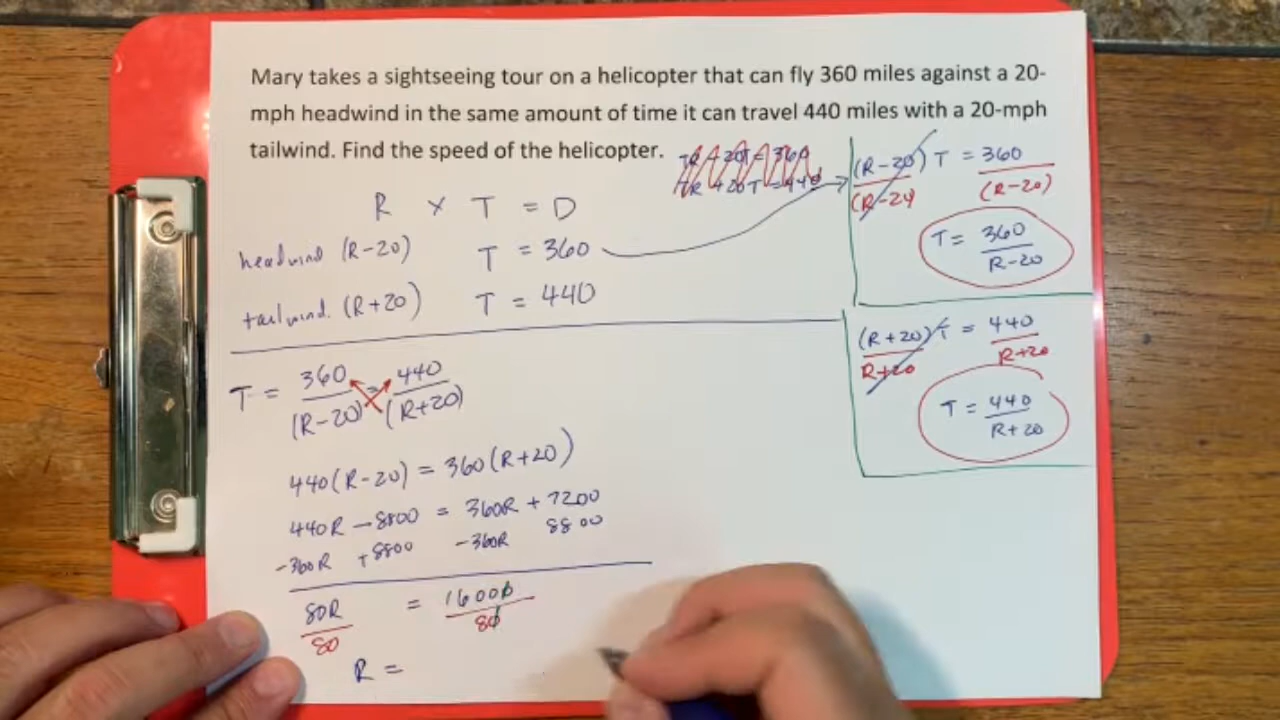 Mary takes a sightseeing tour on a helicopter that can fly 360 miles against a 20-
mph headwind in the same amount of time it can travel 440 miles with a 20-mph
tailwind. Find the speed of the helicopter.
R × T = D
headwind (R-20) T = 360
tailwind. (R+20) T = 440
T = 360/(R-20) = 440/(R+20)
440(R-20) = 360(R+20)
440R - 8800 = 360R + 7200
-360R +8800 -360R 8800
80R/80 = 16000/80
R =
(R-20)T = 360
(R-20) (R-20)
T = 360/R-20
(R+20)T = 440
R+20 R+20
T = 440/R+20